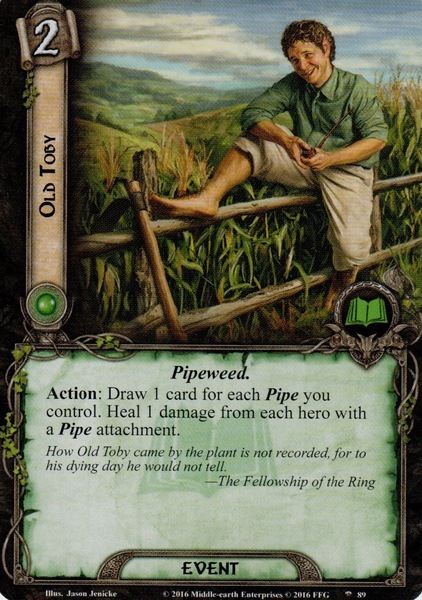 2
OLD TOBY
Pipeweed.
Action: Draw 1 card for each Pipe you
control. Heal 1 damage from each hero with
a Pipe attachment.
How Old Toby came by the plant is not recorded, for to
his dying day he would not tell.
—The Fellowship of the Ring
EVENT
Illus. Jason Jenicke © 2016 Middle-earth Enterprises © 2016 FFG 89